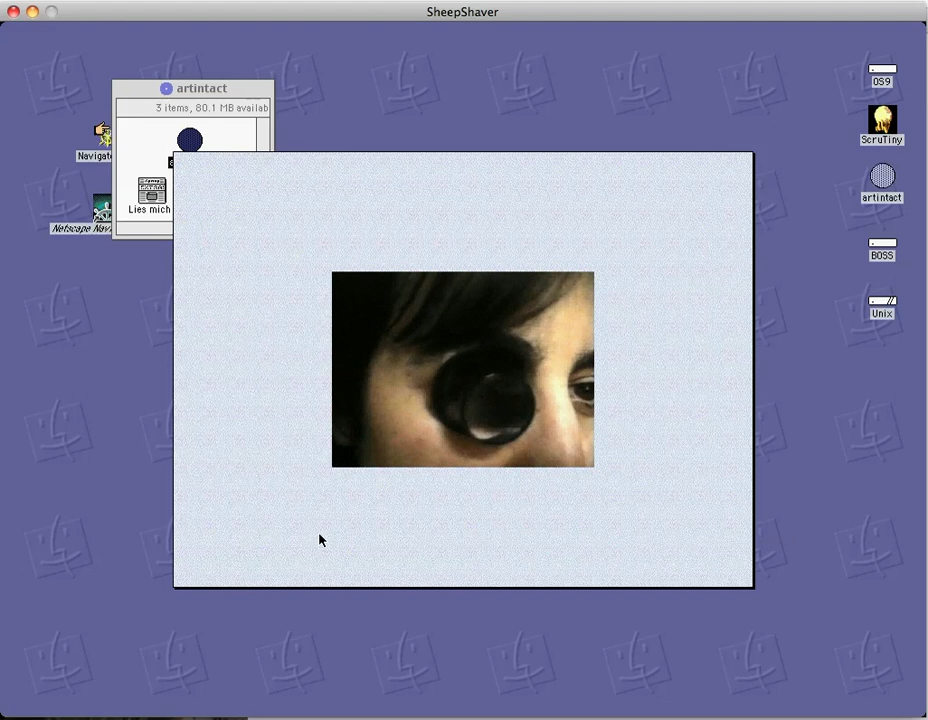 SheepShaver
artintact
3 items, 80.1 MB availab
Navigat
Lies mich
Netscape Nav
OS9
ScruTiny
artintact
BOSS
Unix